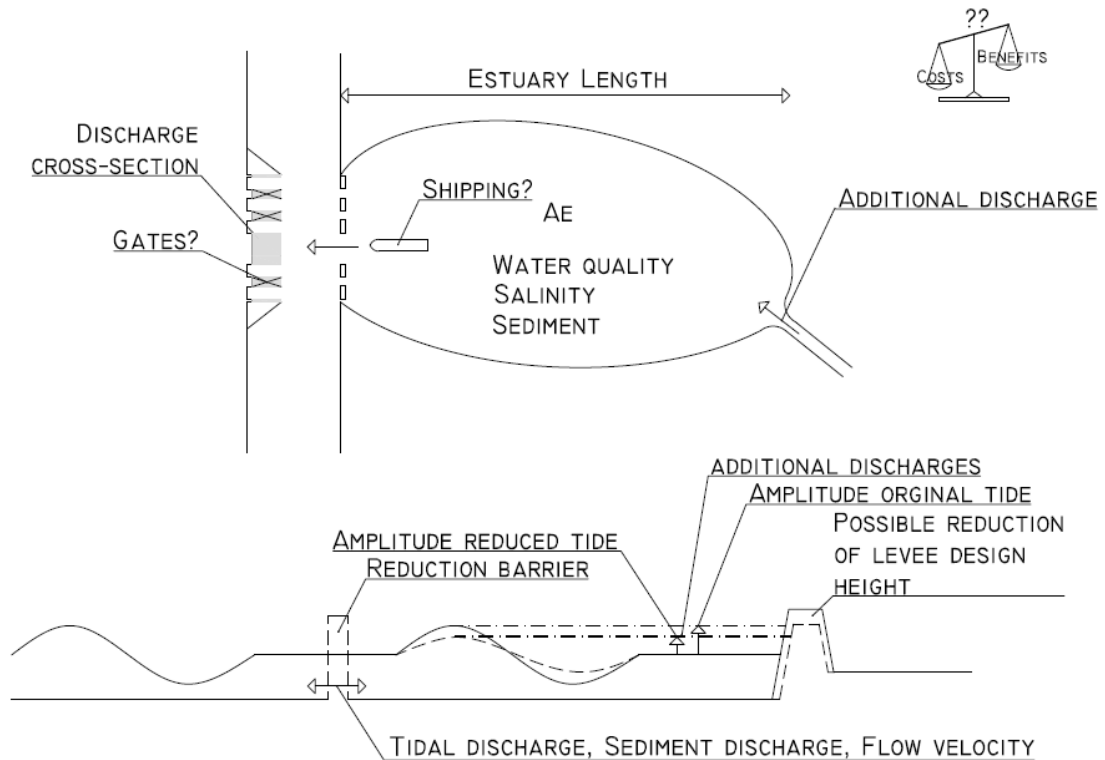 ??
COSTS
BENEFITS
ESTUARY LENGTH
DISCHARGE
CROSS-SECTION
SHIPPING?
AE
ADDITIONAL DISCHARGE
GATES?
WATER QUALITY
SALINITY
SEDIMENT
ADDITIONAL DISCHARGES
AMPLITUDE ORGINAL TIDE
POSSIBLE REDUCTION
OF LEVEE DESIGN
HEIGHT
AMPLITUDE REDUCED TIDE
REDUCTION BARRIER
TIDAL DISCHARGE, SEDIMENT DISCHARGE, FLOW VELOCITY